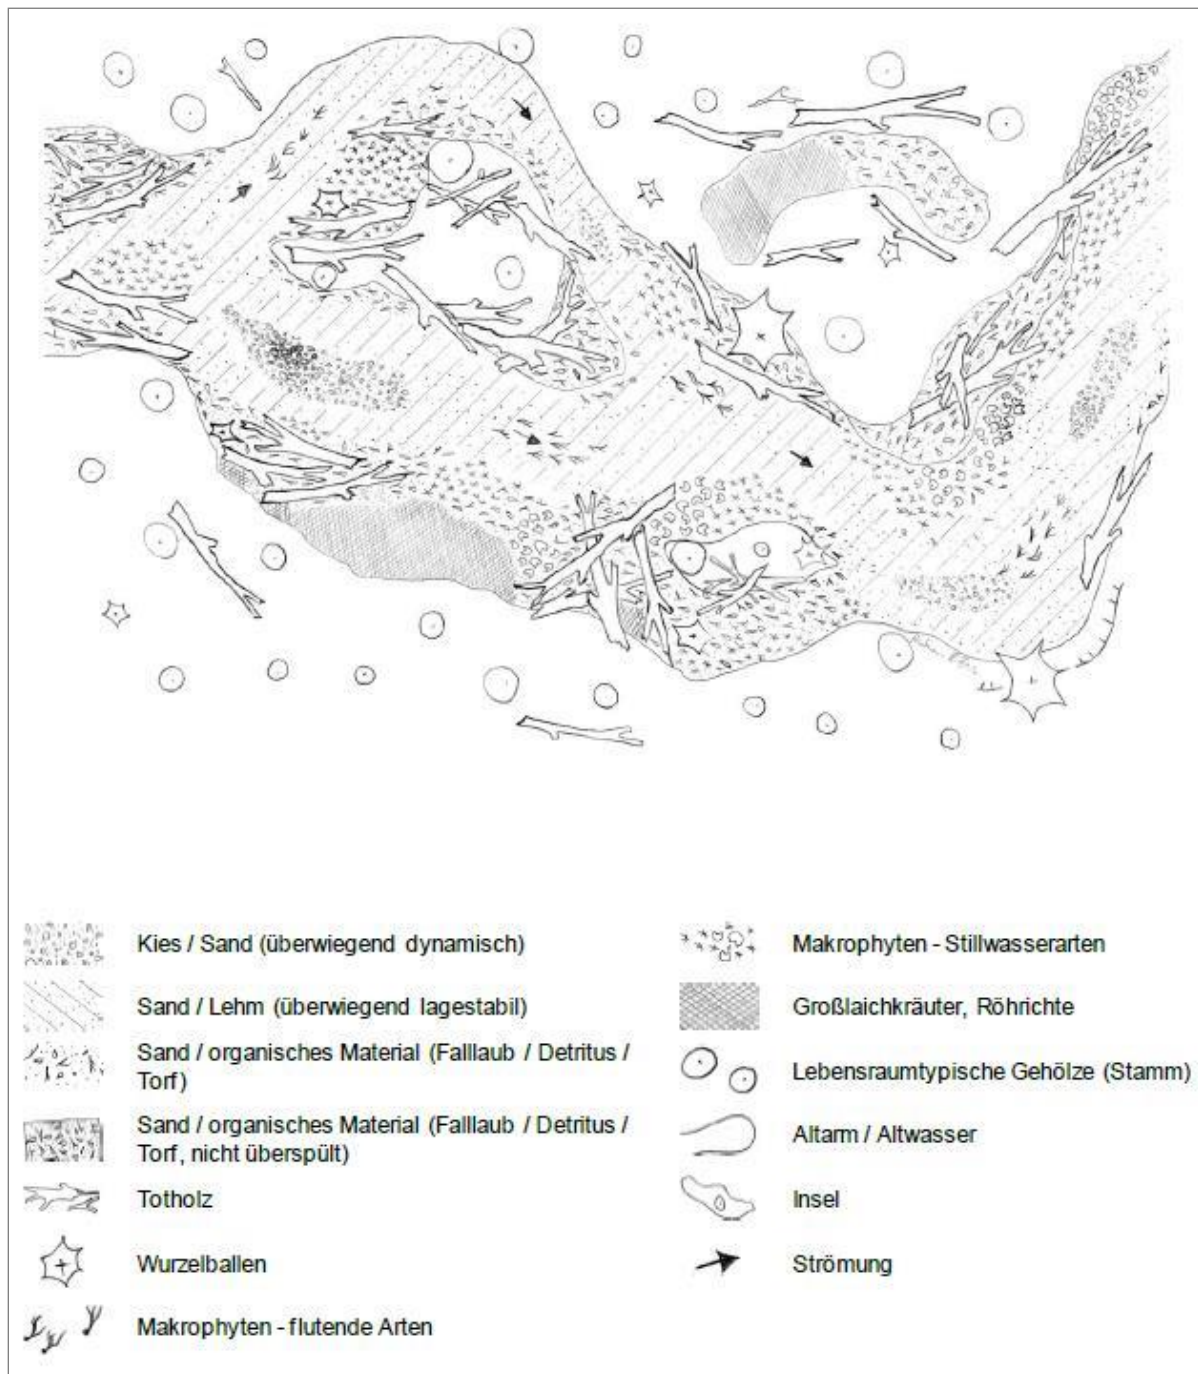 Kies / Sand (überwiegend dynamisch)
Sand / Lehm (überwiegend lagestabil)
Sand / organisches Material (Falllaub / Detritus /
Torf)
Sand / organisches Material (Falllaub / Detritus /
Torf, nicht überspült)
Totholz
Wurzelballen
Makrophyten - flutende Arten
Makrophyten - Stillwasserarten
Großlaichkräuter, Röhrichte
Lebensraumtypische Gehölze (Stamm)
Altarm / Altwasser
Insel
Strömung